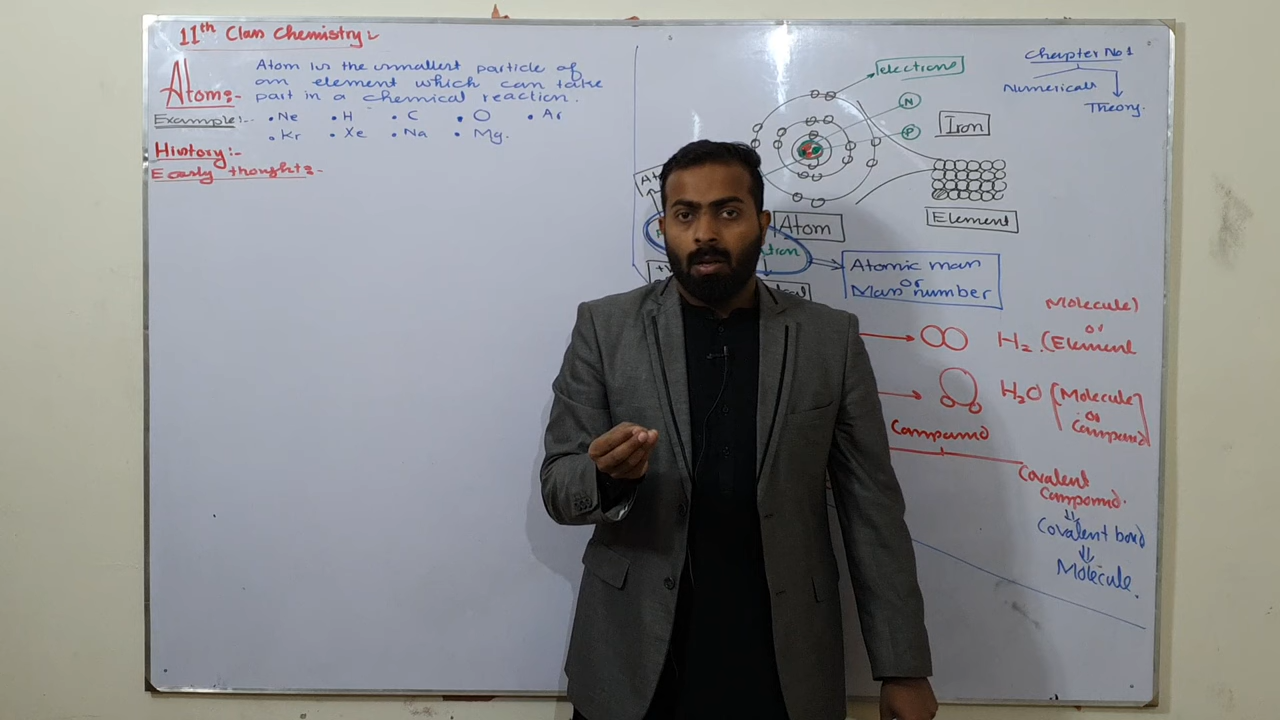 11th Class Chemistry:
Atom:-
Atom is the smallest particle of
an element which can take
part in a chemical reaction.
Example:-
• Ne • H • C • O • Ar
• Kr • Xe • Na • Mg.
History:-
Early thoughts:-
Chapter No 1
Numericals
Theory.
electrons
N
P
Iron
Element
Atom
Atomic mass
or
Mass number
Molecule)
or
H2. (Element
H2O
(Molecule)
or
Compound
Compound
Covalent
Compound.
Covalent bond
Molecule.